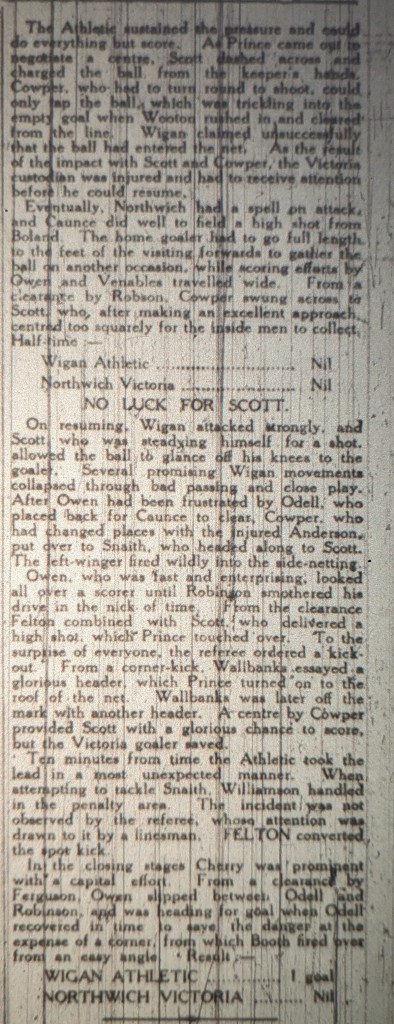 The Athletic sustained the pressure and could
do everything but score. As Prince came out to
negotiate a centre, Scott dashed across and
charged the ball from the keeper's hands.
Cowper, who had to turn round to shoot, could
only tap the ball, which was trickling into the
empty goal when Wooton rushed in and cleared
from the line. Wigan claimed unsuccessfully
that the ball had entered the net. As the result
of the impact with Scott and Cowper, the Victoria
custodian was injured and had to receive attention
before he could resume.
Eventually, Northwich had a spell on attack,
and Caunce did well to field a high shot from
Boland. The home goaler had to go full length
to the feet of the visiting forwards to gather the
ball on another occasion, while scoring efforts by
Owen and Venables travelled wide. From a
clearance by Robson, Cowper swung across to
Scott, who, after making an excellent approach,
centred too squarely for the inside men to collect.
Half-time :—
Wigan Athletic .................... Nil
Northwich Victoria ................ Nil
NO LUCK FOR SCOTT.
On resuming, Wigan attacked strongly, and
Scott, who was steadying himself for a shot,
allowed the ball to glance off his knees to the
goaler. Several promising Wigan movements
collapsed through bad passing and close play.
After Owen had been frustrated by Odell, who
placed back for Caunce to clear, Cowper, who
had changed places with the injured Anderson,
put over to Snaith, who headed along to Scott.
The left-winger fired wildly into the side-netting.
Owen, who was fast and enterprising, looked
all over a scorer until Robinson smothered his
drive in the nick of time. From the clearance
Felton combined with Scott, who delivered a
high shot, which Prince touched over. To the
surprise of everyone, the referee ordered a kick-
out. From a corner-kick, Wallbanks essayed a
glorious header, which Prince turned on to the
roof of the net. Wallbanks was later off the
mark with another header. A centre by Cowper
provided Scott with a glorious chance to score,
but the Victoria goaler saved.
Ten minutes from time the Athletic took the
lead in a most unexpected manner. When
attempting to tackle Snaith, Williamson handled
in the penalty area. The incident was not
observed by the referee, whose attention was
drawn to it by a linesman. FELTON converted
the spot kick.
In the closing stages Cherry was prominent
with a capital effort. From a clearance by
Ferguson, Owen slipped between Odell and
Robinson, and was heading for goal when Odell
recovered in time to save the danger at the
expense of a corner, from which Booth fired over
from an easy angle. Result,—
WIGAN ATHLETIC ............ 1 goal
NORTHWICH VICTORIA ......... Nil